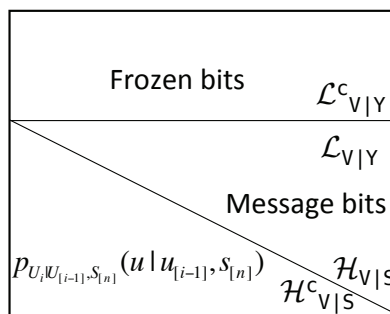 Frozen bits
𝓛ᶜ_{V|Y}
𝓛_{V|Y}
Message bits
p_{U_i|U_{[i−1]},S_{[n]}}(u | u_{[i−1]}, s_{[n]})
𝓗_{V|S}
𝓗ᶜ_{V|S}